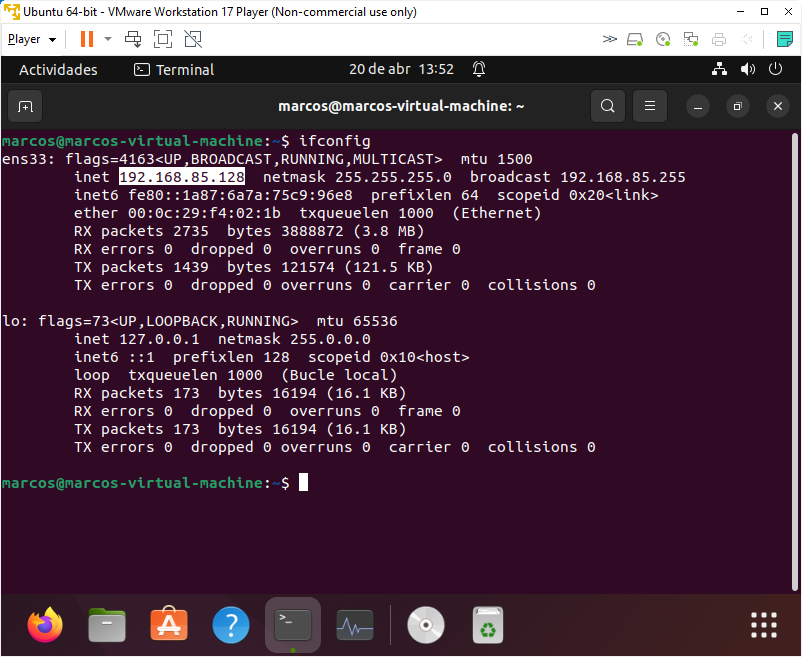 Ubuntu 64-bit - VMware Workstation 17 Player (Non-commercial use only)
Player
Actividades Terminal 20 de abr 13:52
marcos@marcos-virtual-machine: ~
marcos@marcos-virtual-machine:~$ ifconfig
ens33: flags=4163<UP,BROADCAST,RUNNING,MULTICAST>  mtu 1500
        inet 192.168.85.128  netmask 255.255.255.0  broadcast 192.168.85.255
        inet6 fe80::1a87:6a7a:75c9:96e8  prefixlen 64  scopeid 0x20<link>
        ether 00:0c:29:f4:02:1b  txqueuelen 1000  (Ethernet)
        RX packets 2735  bytes 3888872 (3.8 MB)
        RX errors 0  dropped 0  overruns 0  frame 0
        TX packets 1439  bytes 121574 (121.5 KB)
        TX errors 0  dropped 0 overruns 0  carrier 0  collisions 0

lo: flags=73<UP,LOOPBACK,RUNNING>  mtu 65536
        inet 127.0.0.1  netmask 255.0.0.0
        inet6 ::1  prefixlen 128  scopeid 0x10<host>
        loop  txqueuelen 1000  (Bucle local)
        RX packets 173  bytes 16194 (16.1 KB)
        RX errors 0  dropped 0  overruns 0  frame 0
        TX packets 173  bytes 16194 (16.1 KB)
        TX errors 0  dropped 0 overruns 0  carrier 0  collisions 0

marcos@marcos-virtual-machine:~$